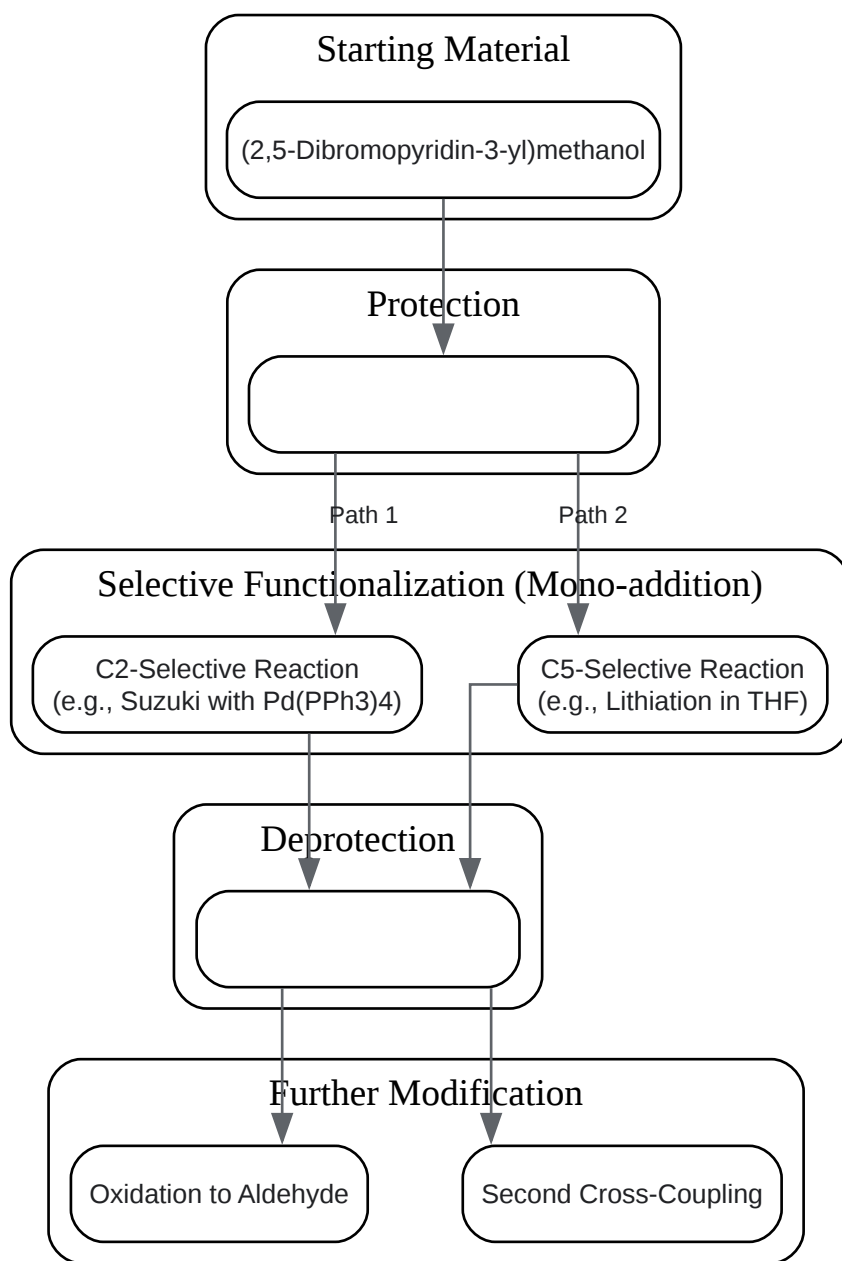 Starting Material
(2,5-Dibromopyridin-3-yl)methanol
Protection
Path 1
Path 2
Selective Functionalization (Mono-addition)
C2-Selective Reaction
(e.g., Suzuki with Pd(PPh3)4)
C5-Selective Reaction
(e.g., Lithiation in THF)
Deprotection
Further Modification
Oxidation to Aldehyde
Second Cross-Coupling